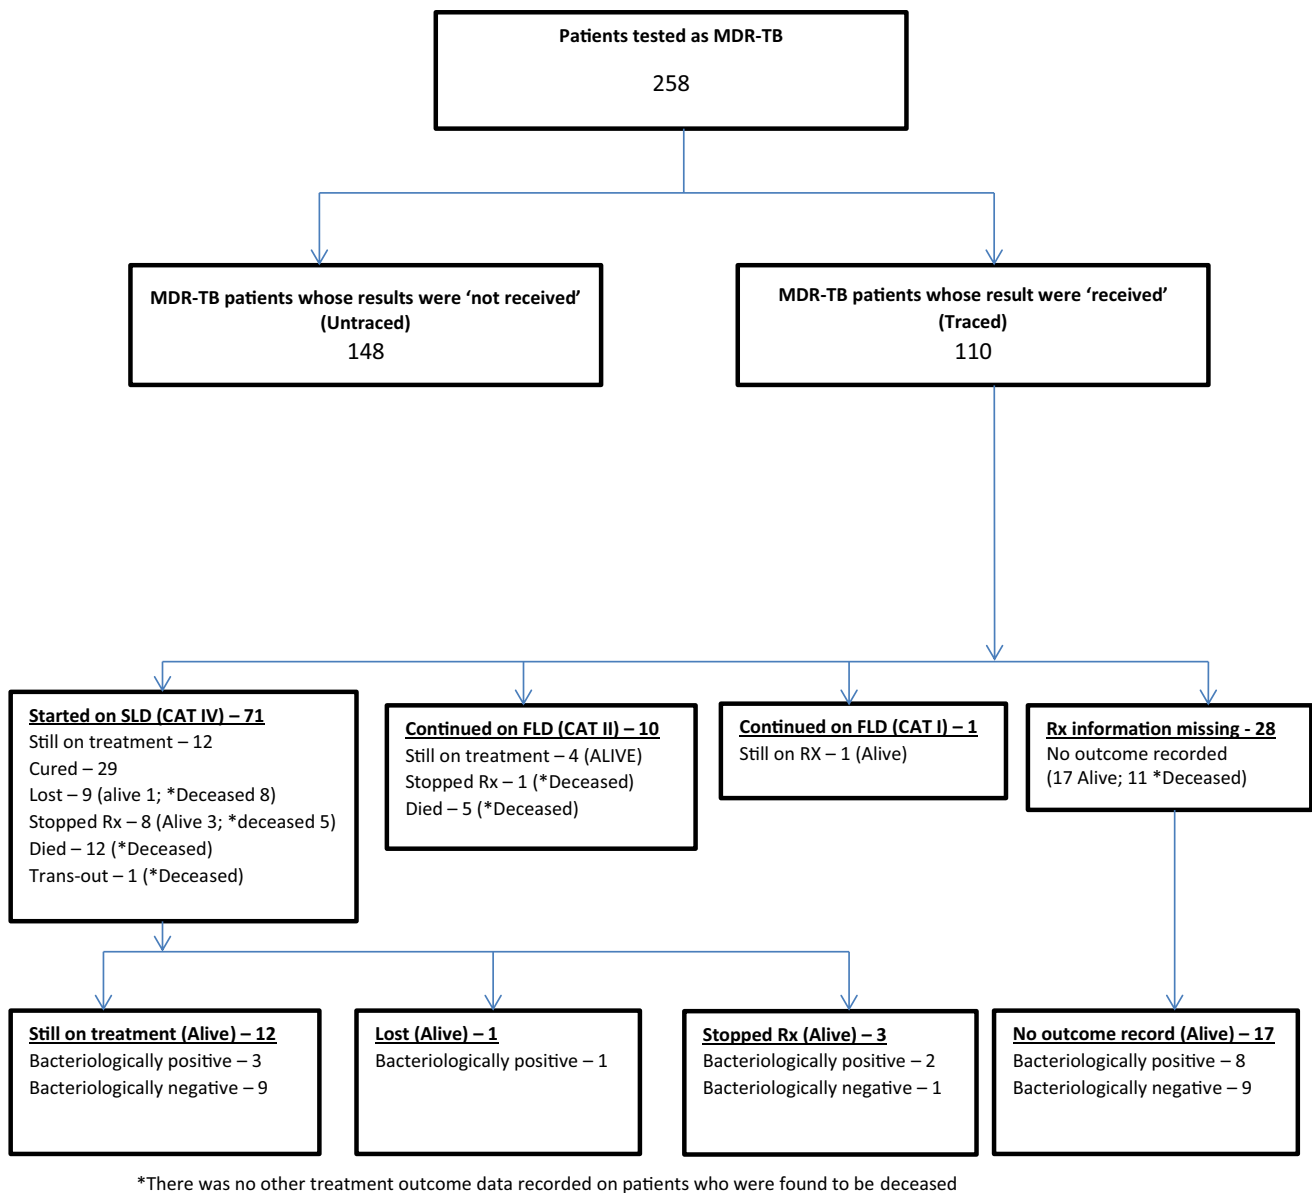 Patients tested as MDR-TB
258
MDR-TB patients whose results were ‘not received’
(Untraced)
148
MDR-TB patients whose result were ‘received’
(Traced)
110
Started on SLD (CAT IV) – 71
Still on treatment – 12
Cured – 29
Lost – 9 (alive 1; *Deceased 8)
Stopped Rx – 8 (Alive 3; *deceased 5)
Died – 12 (*Deceased)
Trans-out – 1 (*Deceased)
Continued on FLD (CAT II) – 10
Still on treatment – 4 (ALIVE)
Stopped Rx – 1 (*Deceased)
Died – 5 (*Deceased)
Continued on FLD (CAT I) – 1
Still on RX – 1 (Alive)
Rx information missing - 28
No outcome recorded
(17 Alive; 11 *Deceased)
Still on treatment (Alive) – 12
Bacteriologically positive – 3
Bacteriologically negative – 9
Lost (Alive) – 1
Bacteriologically positive – 1
Stopped Rx (Alive) – 3
Bacteriologically positive – 2
Bacteriologically negative – 1
No outcome record (Alive) – 17
Bacteriologically positive – 8
Bacteriologically negative – 9
*There was no other treatment outcome data recorded on patients who were found to be deceased